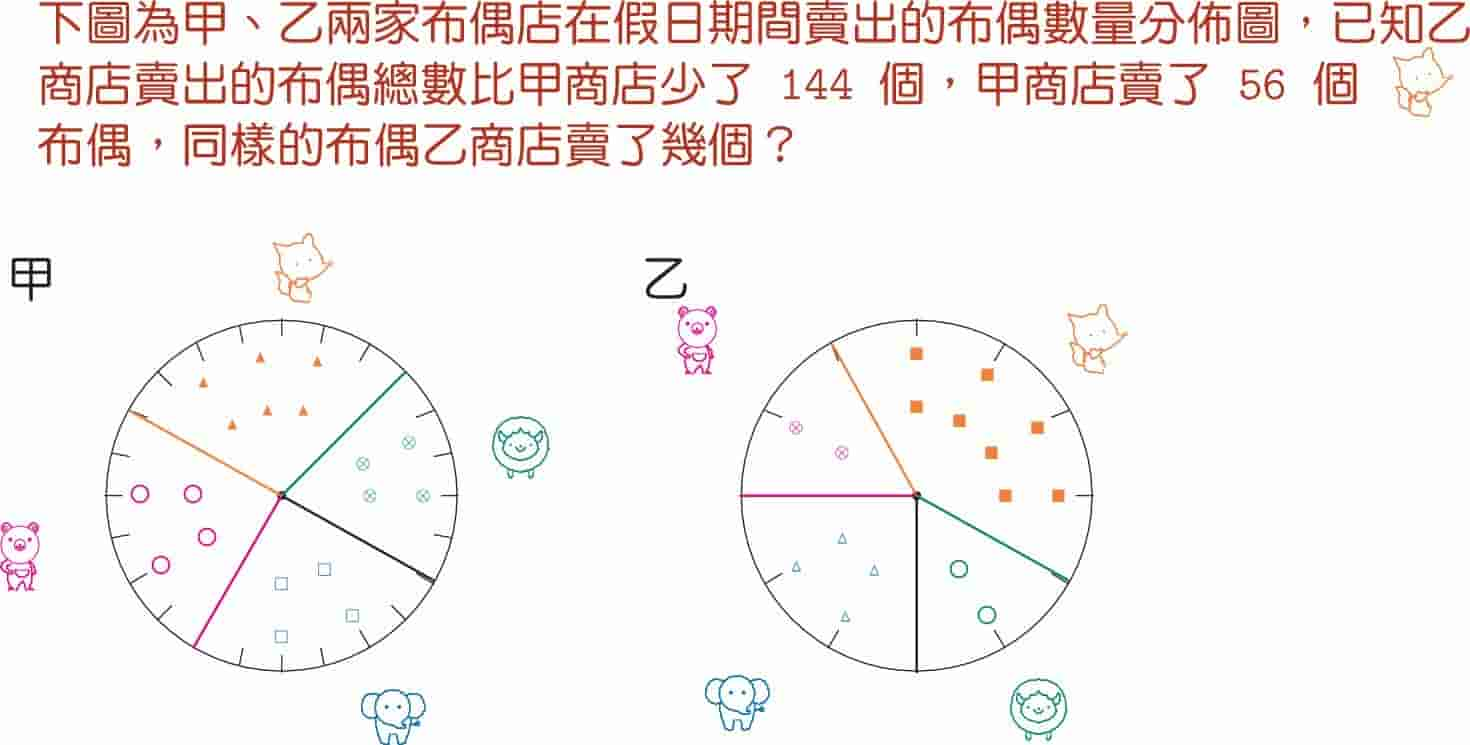 下圖為甲、乙兩家布偶店在假日期間賣出的布偶數量分佈圖，已知乙
商店賣出的布偶總數比甲商店少了 144 個，甲商店賣了 56 個
布偶，同樣的布偶乙商店賣了幾個？
甲
乙